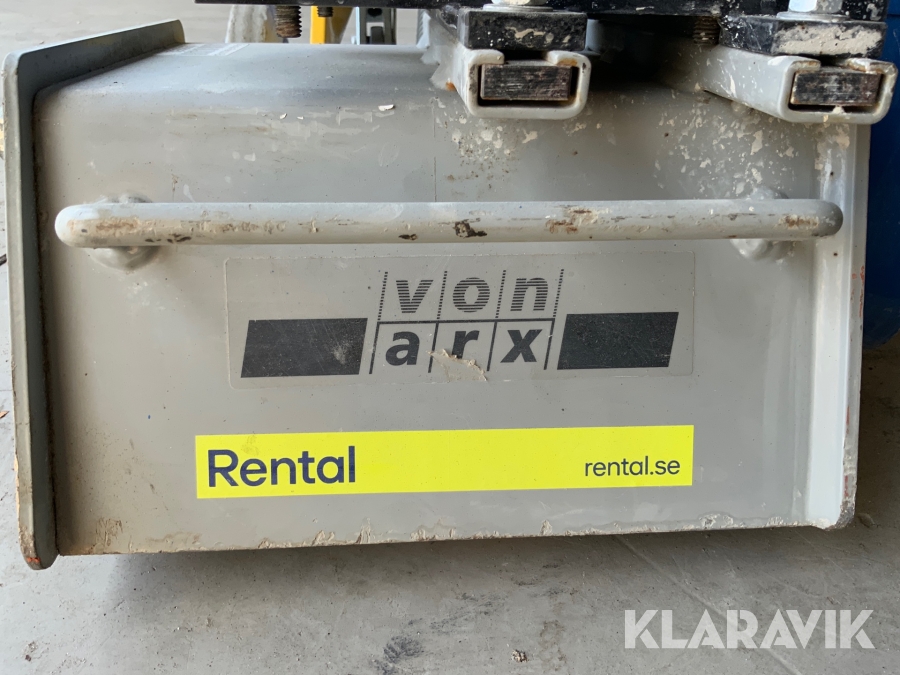 von
arx
Rental
rental.se
KLARAVIK